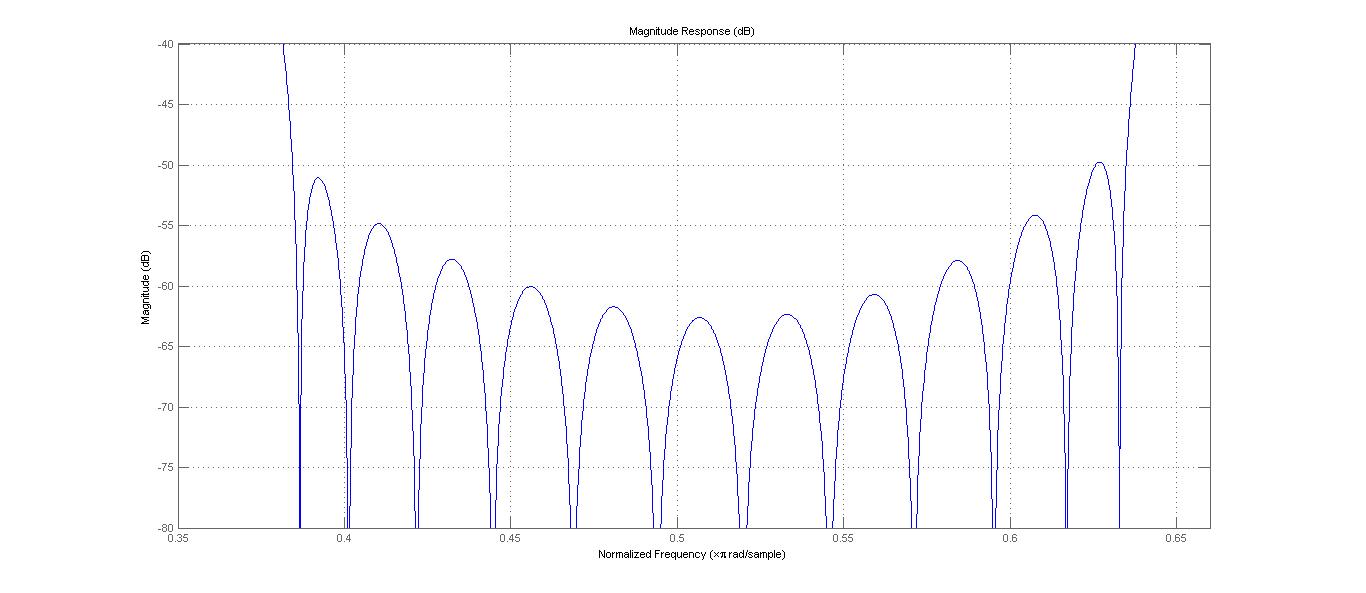 Magnitude Response (dB)
-40
-45
-50
-55
-60
-65
-70
-75
-80
Magnitude (dB)
0.35 0.4 0.45 0.5 0.55 0.6 0.65
Normalized Frequency (×π rad/sample)